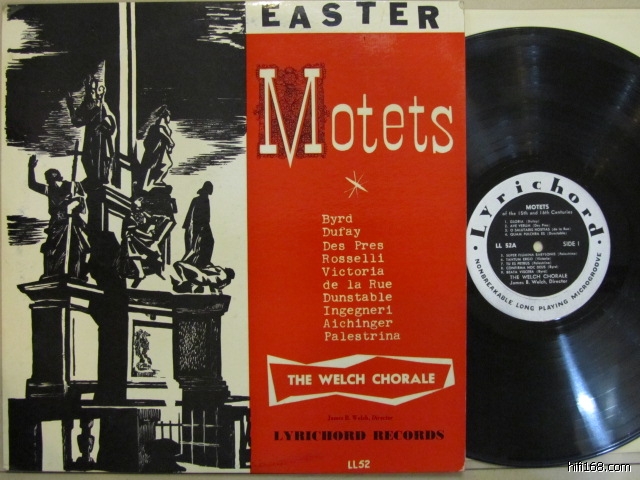 EASTER
Motets
Byrd
Dufay
Des Pres
Rosselli
Victoria
de la Rue
Dunstable
Ingegneri
Aichinger
Palestrina
THE WELCH CHORALE
James B. Welch, Director
LYRICHORD RECORDS
LL52
Lyrichord
MOTETS
of the 15th and 16th Centuries
LL 52A
SIDE 1
THE WELCH CHORALE
James B. Welch, Director
NONBREAKABLE LONG PLAYING MICROGROOVE
hifi168.com